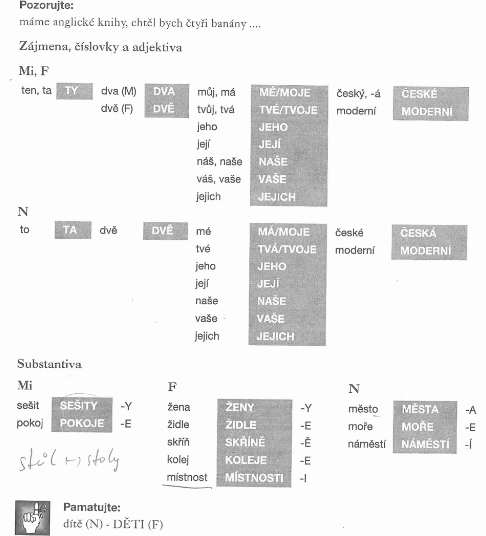 Pozorujte:
máme anglické knihy, chtěl bych čtyři banány ....
Zájmena, číslovky a adjektiva
Mi, F
ten, ta TY dva (M) DVA můj, má MÉ/MOJE český, -á ČESKÉ
dvě (F) DVĚ tvůj, tvá TVÉ/TVOJE moderní MODERNÍ
jeho JEHO
její JEJÍ
náš, naše NAŠE
váš, vaše VAŠE
jejich JEJICH
N
to TA dvě DVĚ mé MÁ/MOJE české ČESKÁ
tvé TVÁ/TVOJE moderní MODERNÍ
jeho JEHO
její JEJÍ
naše NAŠE
vaše VAŠE
jejich JEJICH
Substantiva
Mi F N
sešit SEŠITY -Y žena ŽENY -Y město MĚSTA -A
pokoj POKOJE -E židle ŽIDLE -E moře MOŘE -E
skříň SKŘÍNĚ -Ě náměstí NÁMĚSTÍ -Í
kolej KOLEJE -E
stůl (→) stoly místnost MÍSTNOSTI -I
Pamatujte:
dítě (N) - DĚTI (F)